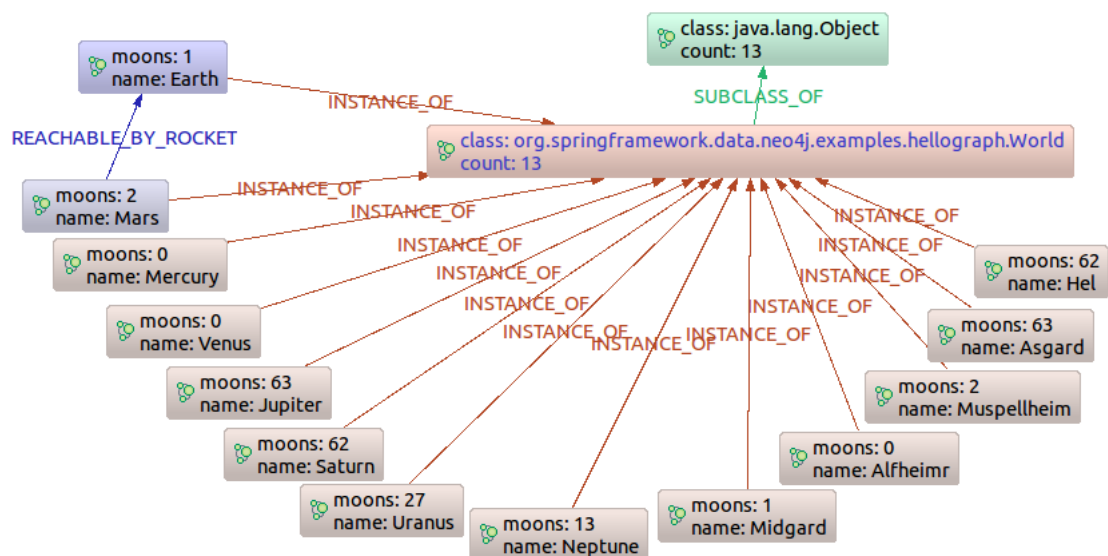 moons: 1
name: Earth
class: java.lang.Object
count: 13
INSTANCE_OF
SUBCLASS_OF
REACHABLE_BY_ROCKET
class: org.springframework.data.neo4j.examples.hellograph.World
count: 13
moons: 2
name: Mars
INSTANCE_OF
INSTANCE_OF
INSTANCE_OF
moons: 0
name: Mercury
INSTANCE_OF
INSTANCE_OF
moons: 62
name: Hel
INSTANCE_OF
INSTANCE_OF
moons: 0
name: Venus
INSTANCE_OF
INSTANCE_OF
moons: 63
name: Asgard
INSTANCE_OF
INSTANCE_OF
INSTANCE_OF
moons: 63
name: Jupiter
moons: 2
name: Muspellheim
moons: 62
name: Saturn
moons: 0
name: Alfheimr
moons: 27
name: Uranus
moons: 1
name: Midgard
moons: 13
name: Neptune